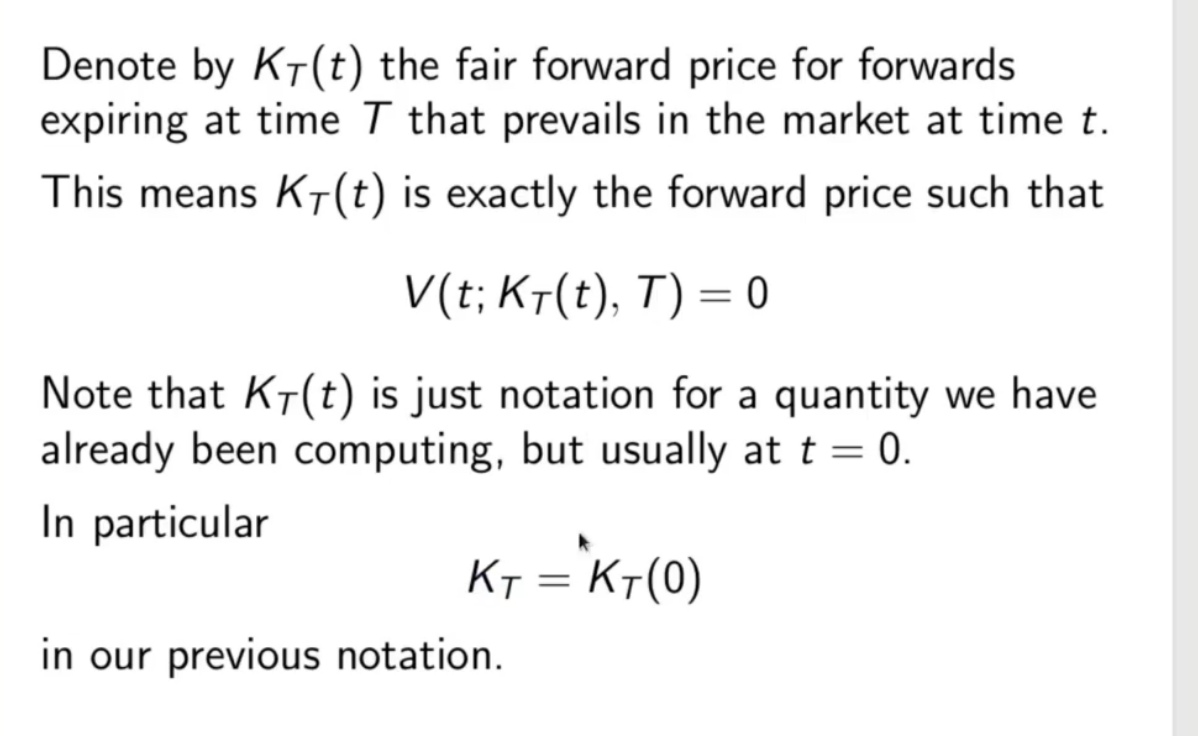 Denote by K_T(t) the fair forward price for forwards
expiring at time T that prevails in the market at time t.
This means K_T(t) is exactly the forward price such that
V(t; K_T(t), T) = 0
Note that K_T(t) is just notation for a quantity we have
already been computing, but usually at t = 0.
In particular
K_T = K_T(0)
in our previous notation.